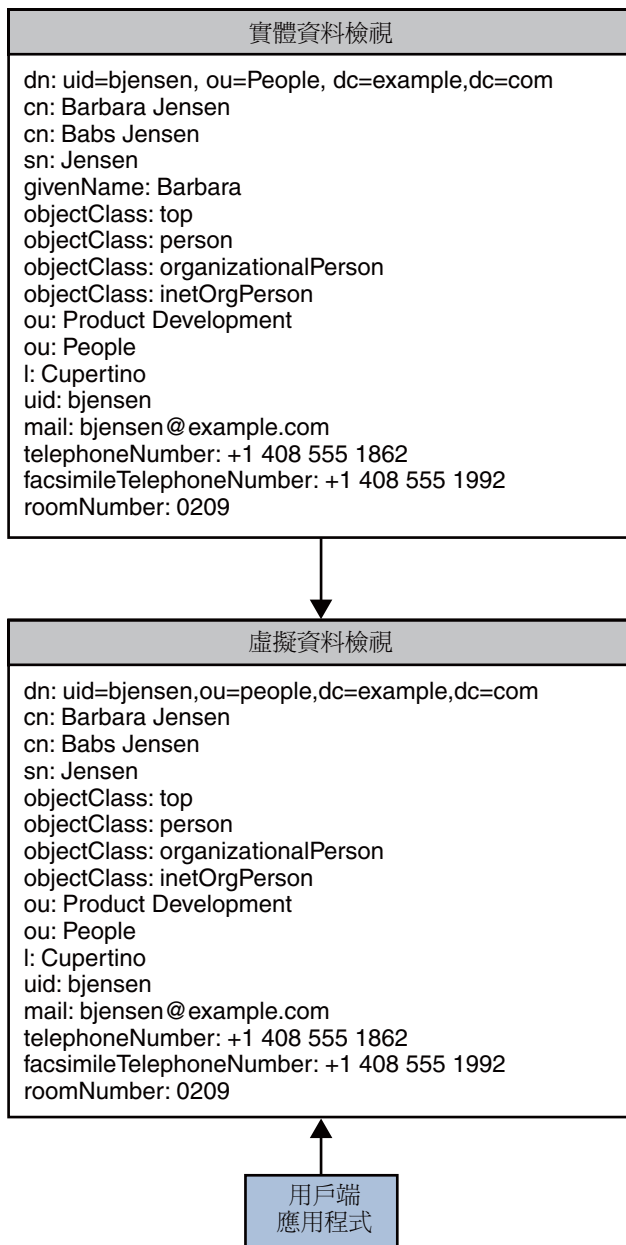 實體資料檢視
dn: uid=bjensen, ou=People, dc=example,dc=com
cn: Barbara Jensen
cn: Babs Jensen
sn: Jensen
givenName: Barbara
objectClass: top
objectClass: person
objectClass: organizationalPerson
objectClass: inetOrgPerson
ou: Product Development
ou: People
l: Cupertino
uid: bjensen
mail: bjensen@example.com
telephoneNumber: +1 408 555 1862
facsimileTelephoneNumber: +1 408 555 1992
roomNumber: 0209
虛擬資料檢視
dn: uid=bjensen,ou=people,dc=example,dc=com
cn: Barbara Jensen
cn: Babs Jensen
sn: Jensen
objectClass: top
objectClass: person
objectClass: organizationalPerson
objectClass: inetOrgPerson
ou: Product Development
ou: People
l: Cupertino
uid: bjensen
mail: bjensen@example.com
telephoneNumber: +1 408 555 1862
facsimileTelephoneNumber: +1 408 555 1992
roomNumber: 0209
用戶端
應用程式